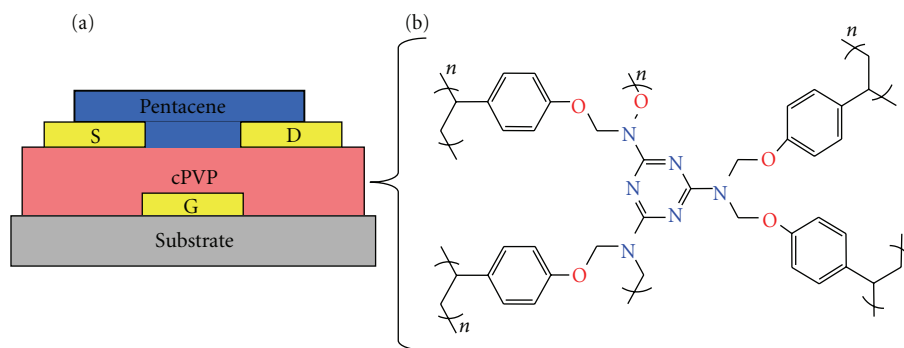 (a)
Pentacene
S D
cPVP
G
Substrate
(b)
n n n
O O N O
N N N N
N
O N O
n n